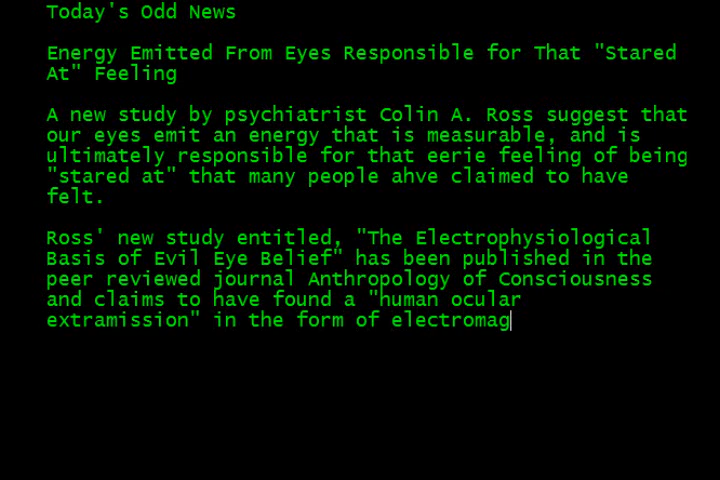 Today's Odd News
Energy Emitted From Eyes Responsible for That "Stared
At" Feeling
A new study by psychiatrist Colin A. Ross suggest that
our eyes emit an energy that is measurable, and is
ultimately responsible for that eerie feeling of being
"stared at" that many people ahve claimed to have
felt.
Ross' new study entitled, "The Electrophysiological
Basis of Evil Eye Belief" has been published in the
peer reviewed journal Anthropology of Consciousness
and claims to have found a "human ocular
extramission" in the form of electromag